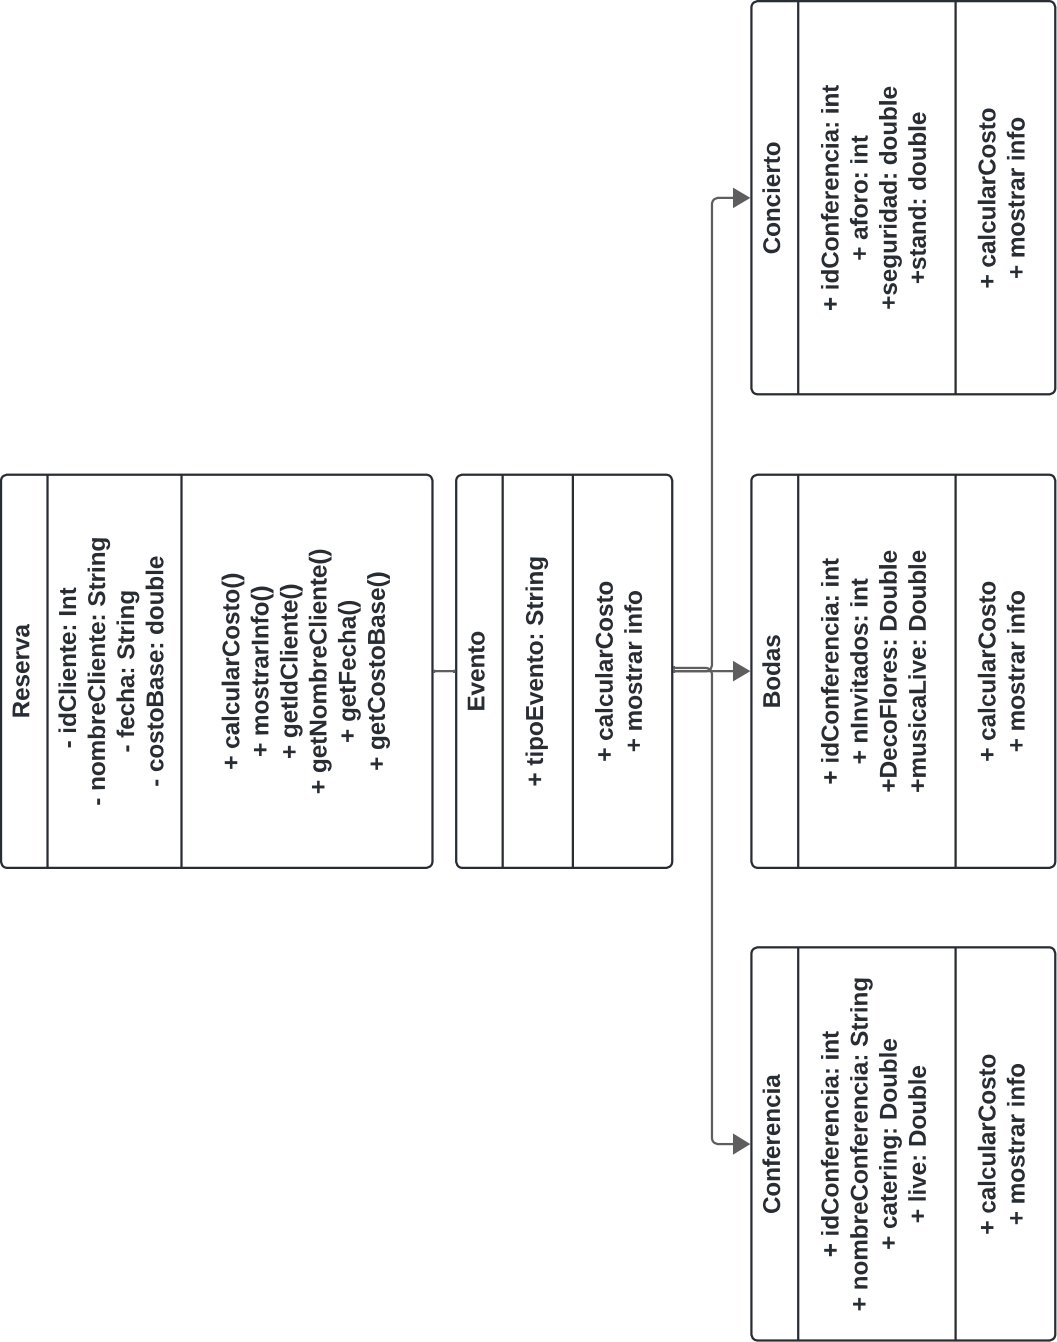 Reserva
- idCliente: Int
- nombreCliente: String
- fecha: String
- costoBase: double
+ calcularCosto()
+ mostrarInfo()
+ getIdCliente()
+ getNombreCliente()
+ getFecha()
+ getCostoBase()
Evento
+ tipoEvento: String
+ calcularCosto
+ mostrar info
Conferencia
+ idConferencia: int
+ nombreConferencia: String
+ catering: Double
+ live: Double
+ calcularCosto
+ mostrar info
Bodas
+ idConferencia: int
+ nInvitados: int
+DecoFlores: Double
+musicaLive: Double
+ calcularCosto
+ mostrar info
Concierto
+ idConferencia: int
+ aforo: int
+seguridad: double
+stand: double
+ calcularCosto
+ mostrar info